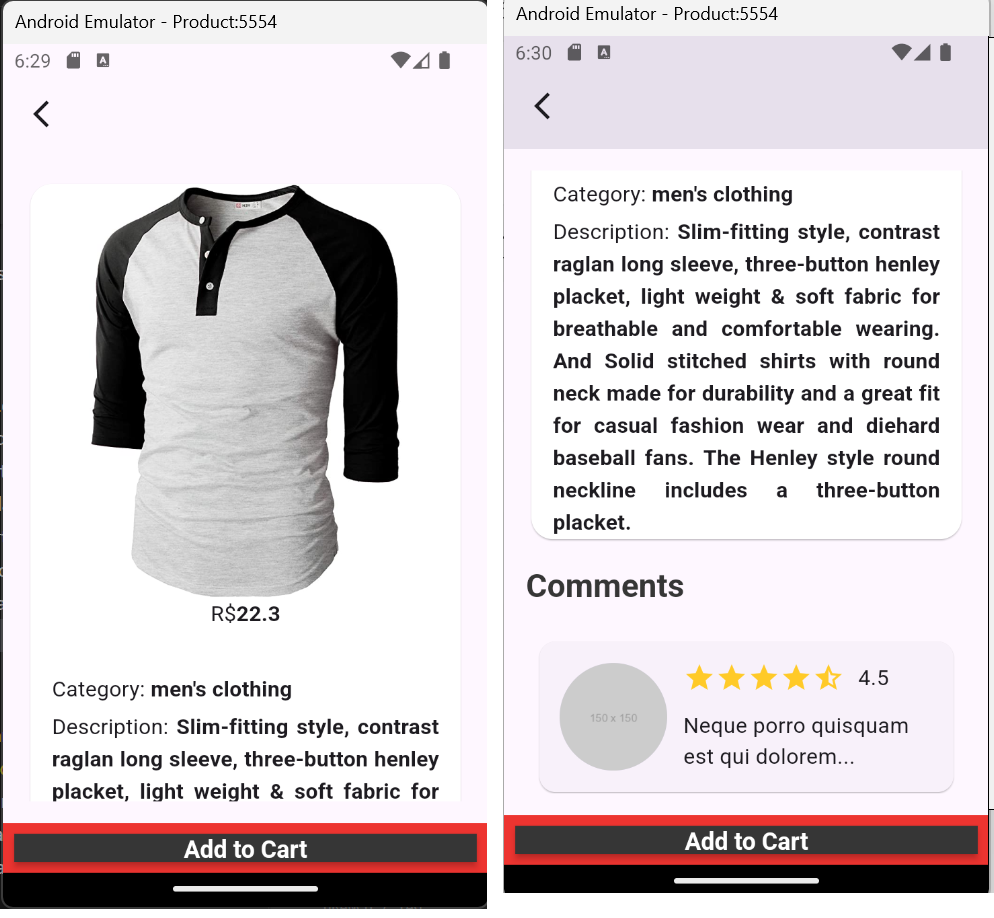 Android Emulator - Product:5554
6:29
A
R$22.3
Category: men's clothing
Description: Slim-fitting style, contrast
raglan long sleeve, three-button henley
placket, light weight & soft fabric for
Add to Cart
Android Emulator - Product:5554
6:30
A
Category: men's clothing
Description: Slim-fitting style, contrast
raglan long sleeve, three-button henley
placket, light weight & soft fabric for
breathable and comfortable wearing.
And Solid stitched shirts with round
neck made for durability and a great fit
for casual fashion wear and diehard
baseball fans. The Henley style round
neckline includes a three-button
placket.
Comments
150 x 150
4.5
Neque porro quisquam
est qui dolorem...
Add to Cart